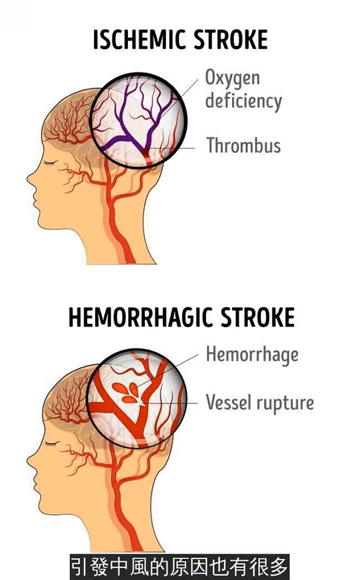 ISCHEMIC STROKE
Oxygen
deficiency
Thrombus
HEMORRHAGIC STROKE
Hemorrhage
Vessel rupture
引發中風的原因也有很多